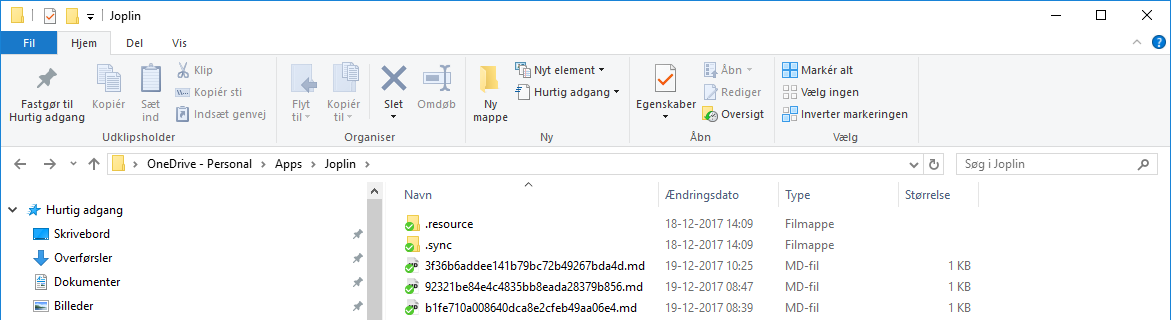 Joplin
Fil Hjem Del Vis
Fastgør til Hurtig adgang
Kopiér
Sæt ind
Klip
Kopiér sti
Indsæt genvej
Udklipsholder
Flyt til
Kopiér til
Slet
Omdøb
Organiser
Ny mappe
Nyt element
Hurtig adgang
Ny
Egenskaber
Åbn
Rediger
Oversigt
Åbn
Markér alt
Vælg ingen
Inverter markeringen
Vælg
OneDrive - Personal > Apps > Joplin >
Søg i Joplin
Hurtig adgang
Skrivebord
Overførsler
Dokumenter
Billeder
Navn Ændringsdato Type Størrelse
.resource 18-12-2017 14:09 Filmappe
.sync 18-12-2017 14:09 Filmappe
3f36b6addee141b79bc72b49267bda4d.md 19-12-2017 10:25 MD-fil 1 KB
92321be84e4c4835bb8eada28379b856.md 19-12-2017 08:47 MD-fil 1 KB
b1fe710a008640dca8e2cfeb49aa06e4.md 19-12-2017 08:39 MD-fil 1 KB